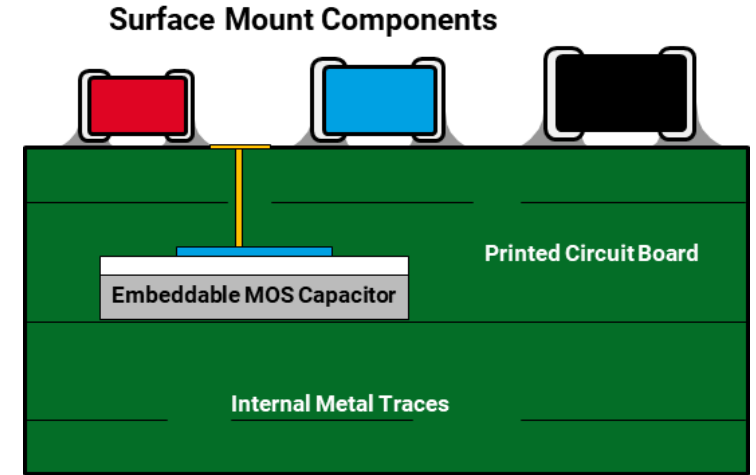 Surface Mount Components
Printed Circuit Board
Embeddable MOS Capacitor
Internal Metal Traces